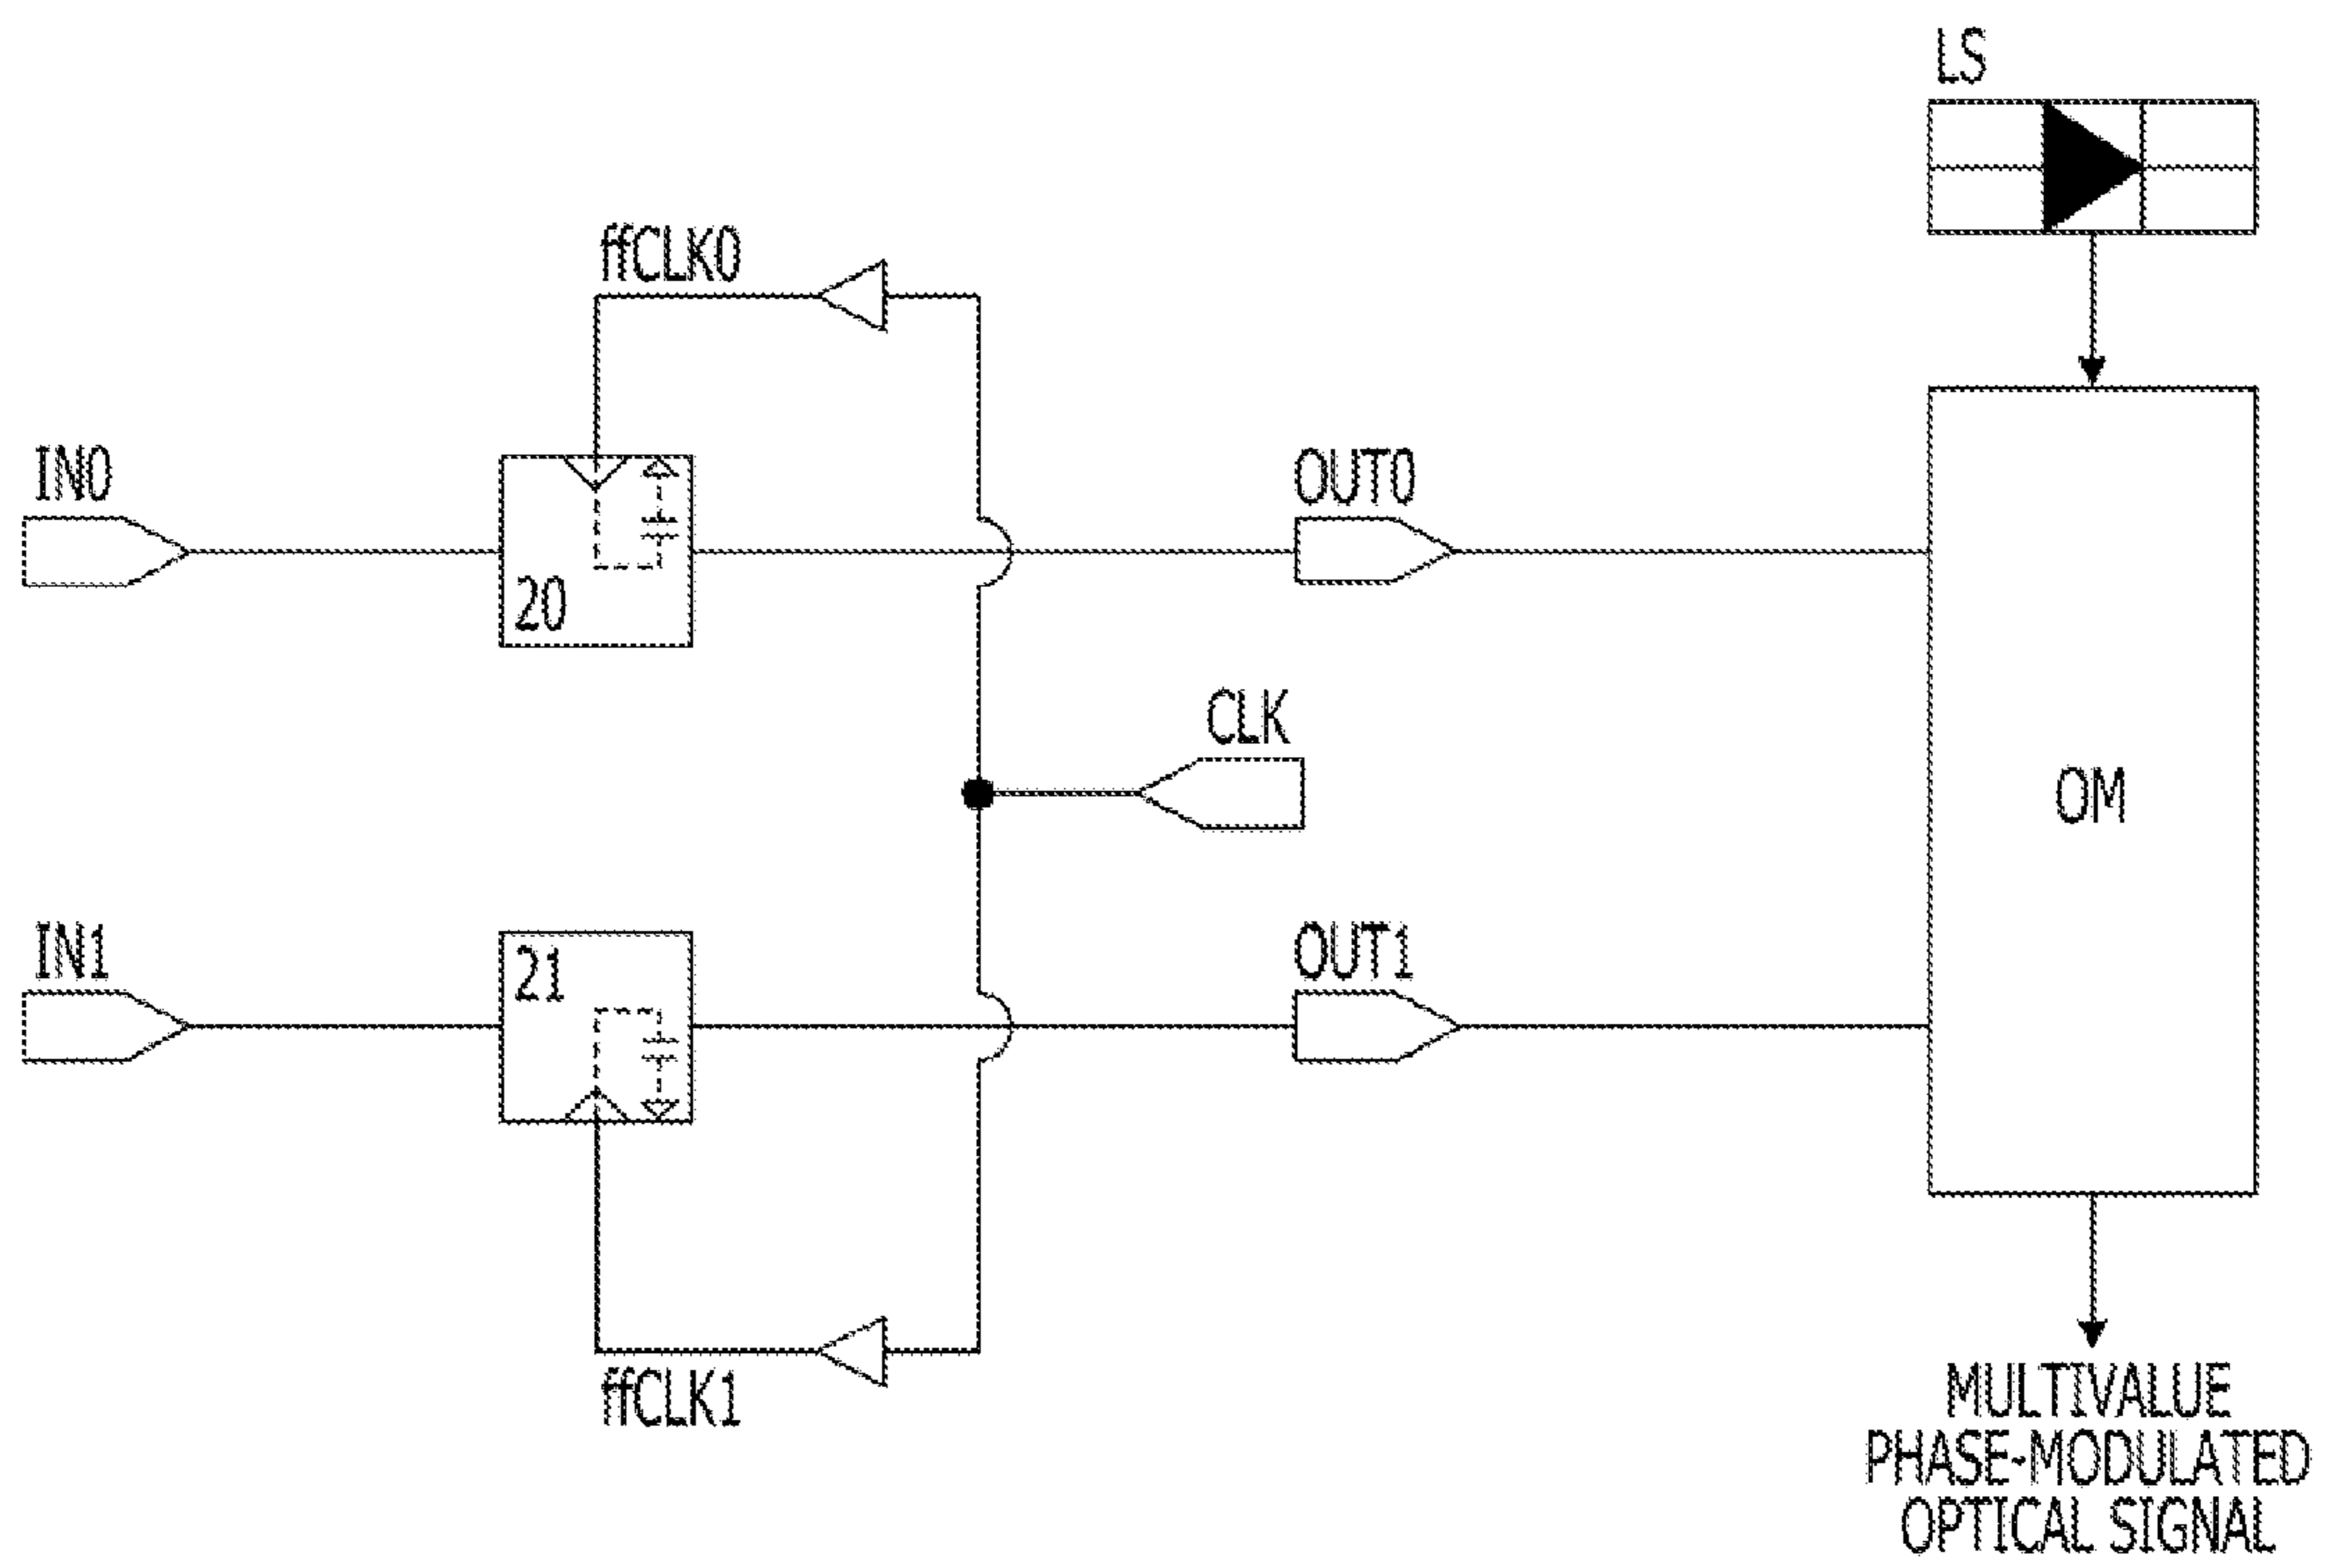 LS
ffCLK0
IN0
OUT0
20
CLK
OM
IN1
21
OUT1
ffCLK1
MULTIVALUE
PHASE-MODULATED
OPTICAL SIGNAL